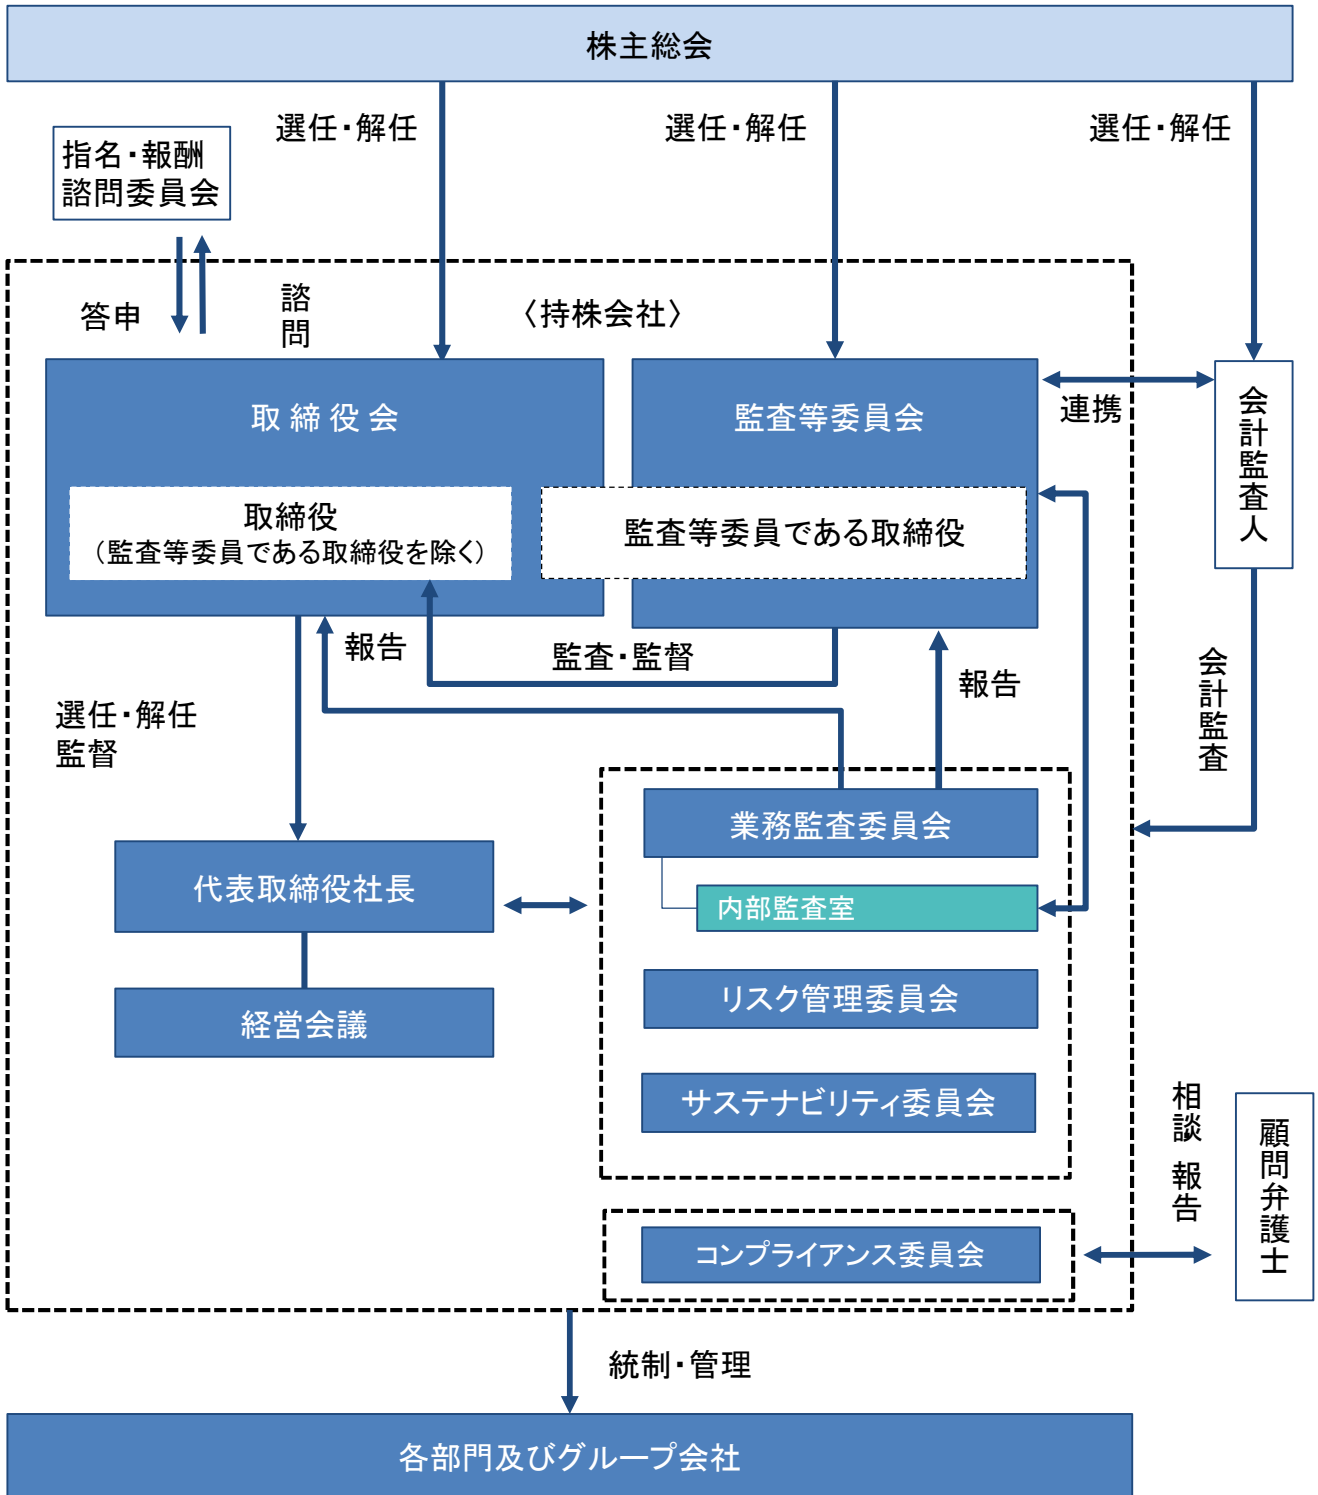 株主総会
選任・解任
選任・解任
選任・解任
指名・報酬
諮問委員会
答申
諮問
〈持株会社〉
取締役会
監査等委員会
連携
会計監査人
取締役
（監査等委員である取締役を除く）
監査等委員である取締役
報告
監査・監督
報告
会計監査
選任・解任
監督
業務監査委員会
代表取締役社長
内部監査室
リスク管理委員会
経営会議
サステナビリティ委員会
相談 報告
顧問弁護士
コンプライアンス委員会
統制・管理
各部門及びグループ会社